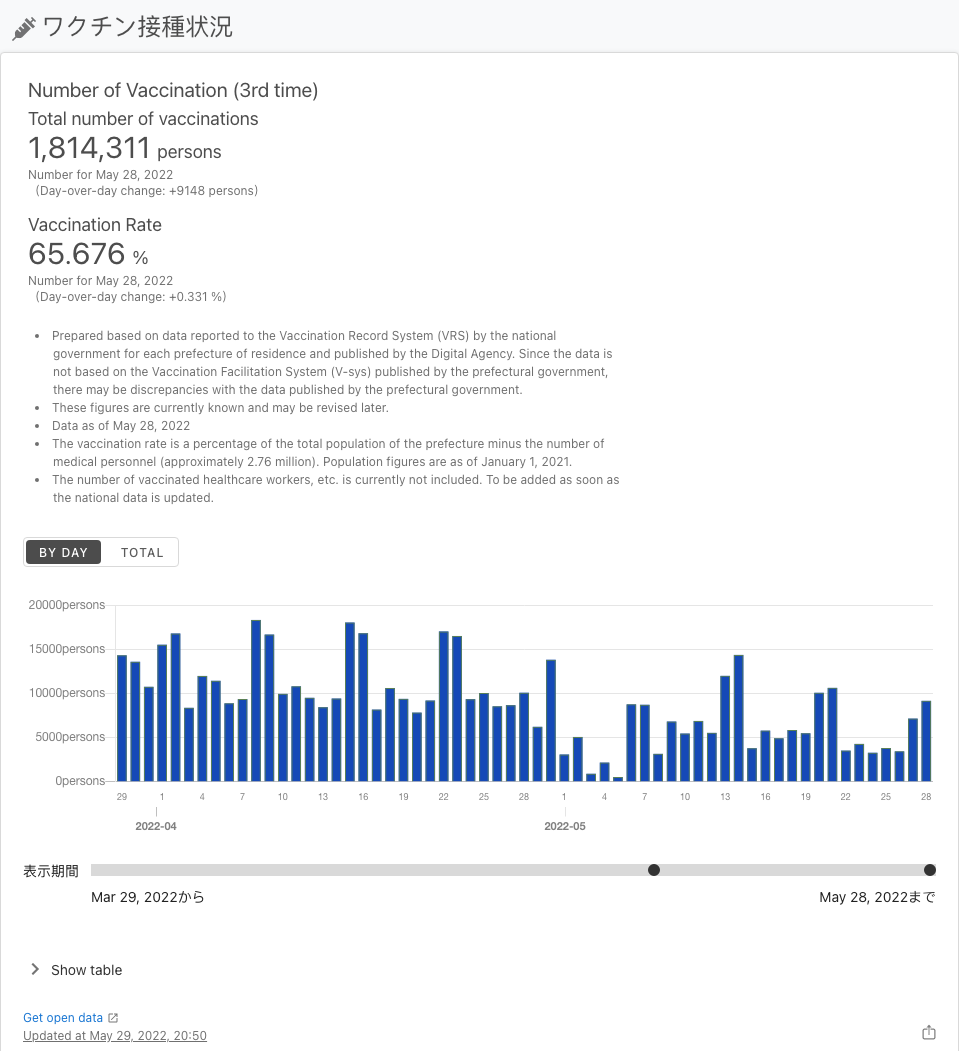 ワクチン接種状況
Number of Vaccination (3rd time)
Total number of vaccinations
1,814,311 persons
Number for May 28, 2022
(Day-over-day change: +9148 persons)
Vaccination Rate
65.676 %
Number for May 28, 2022
(Day-over-day change: +0.331 %)
• Prepared based on data reported to the Vaccination Record System (VRS) by the national
government for each prefecture of residence and published by the Digital Agency. Since the data is
not based on the Vaccination Facilitation System (V-sys) published by the prefectural government,
there may be discrepancies with the data published by the prefectural government.
• These figures are currently known and may be revised later.
• Data as of May 28, 2022
• The vaccination rate is a percentage of the total population of the prefecture minus the number of
medical personnel (approximately 2.76 million). Population figures are as of January 1, 2021.
• The number of vaccinated healthcare workers, etc. is currently not included. To be added as soon as
the national data is updated.
BY DAY TOTAL
20000persons
15000persons
10000persons
5000persons
0persons
29 1 4 7 10 13 16 19 22 25 28 1 4 7 10 13 16 19 22 25 28
2022-04 2022-05
表示期間
Mar 29, 2022から May 28, 2022まで
Show table
Get open data
Updated at May 29, 2022, 20:50